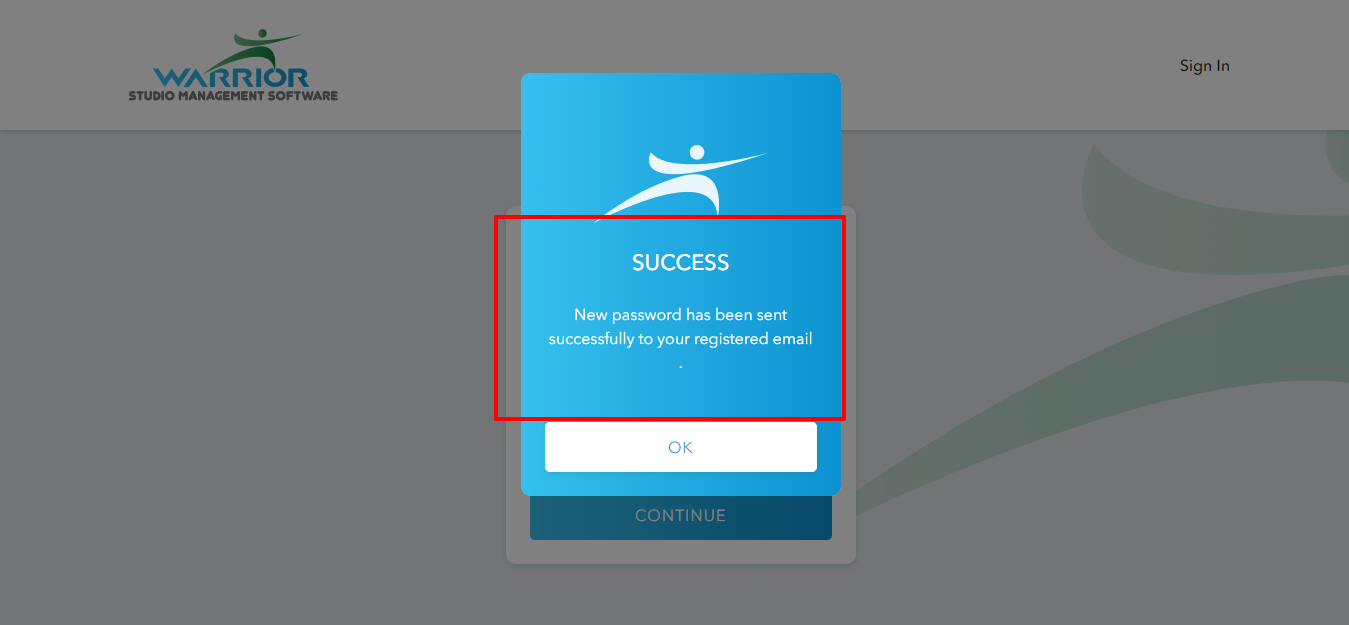 WARRIOR
STUDIO MANAGEMENT SOFTWARE
Sign In
SUCCESS
New password has been sent
successfully to your registered email
.
OK
CONTINUE